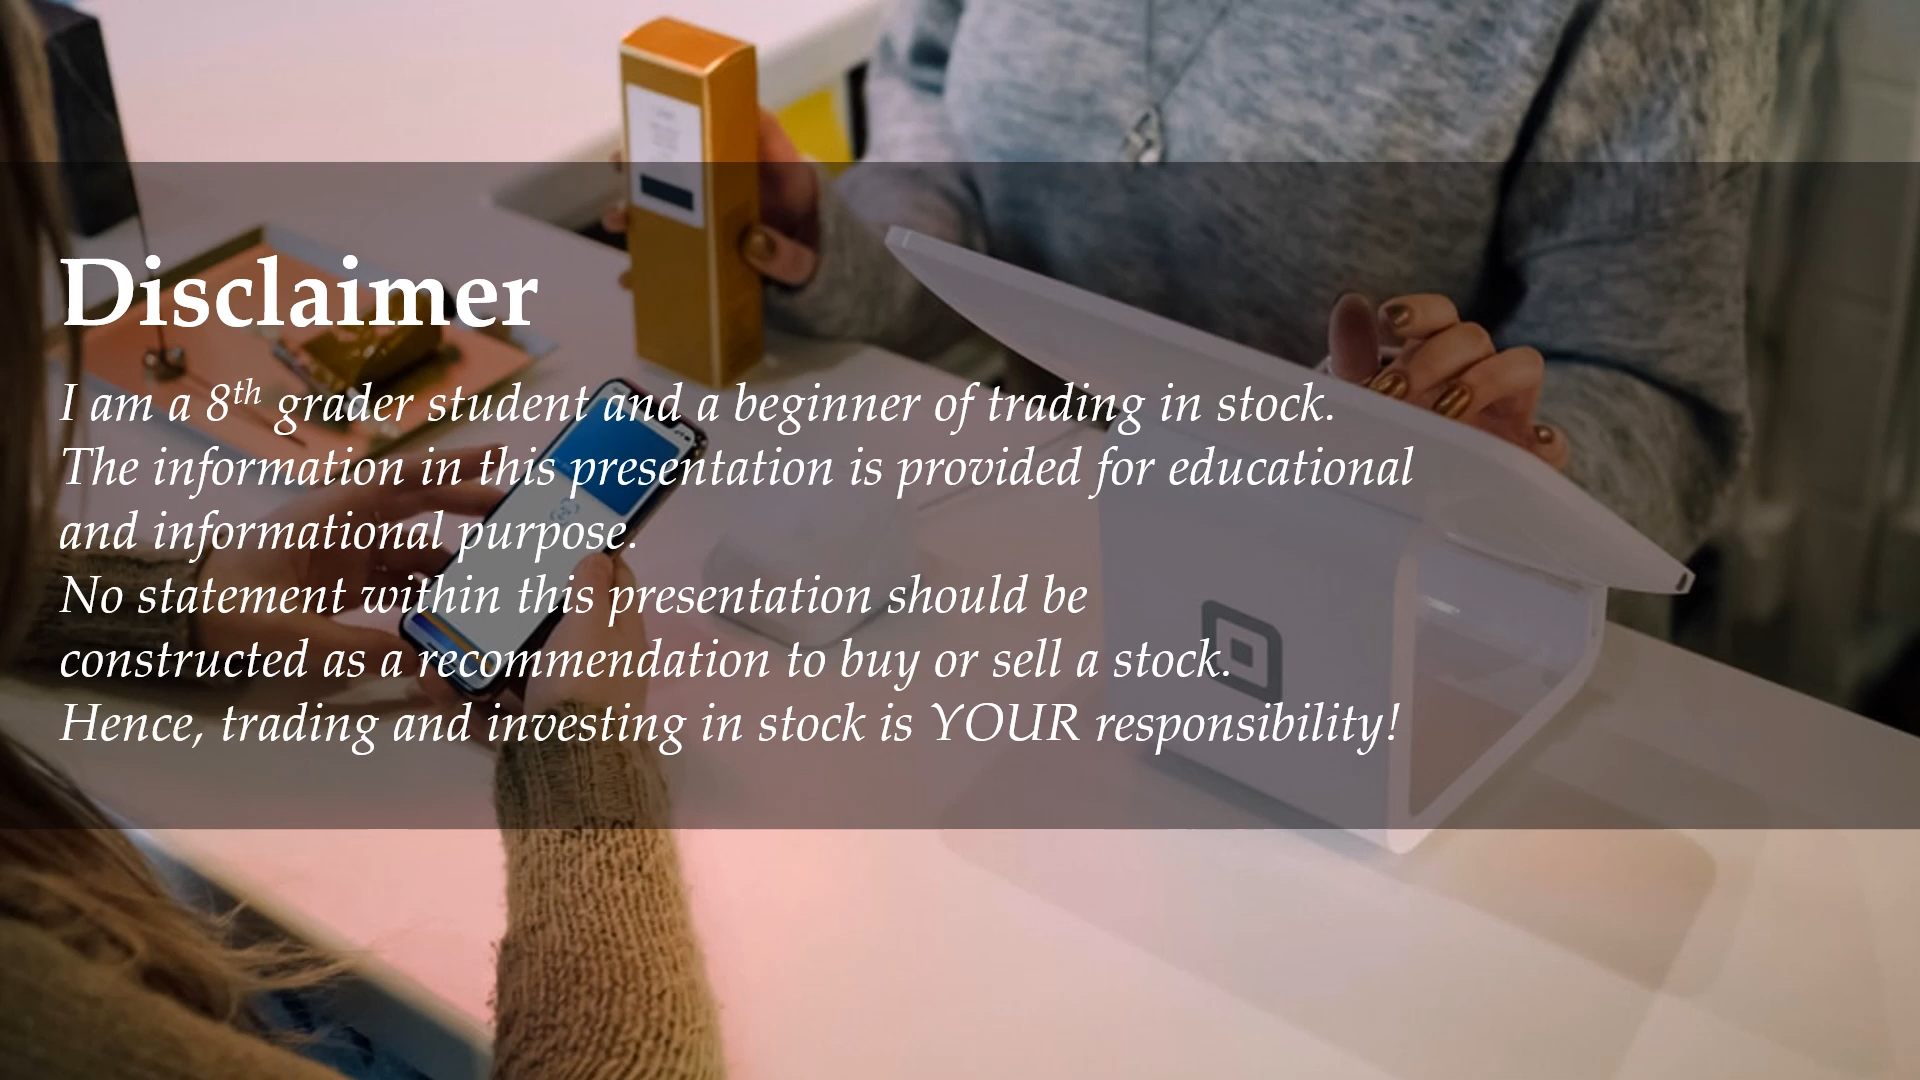 Disclaimer
I am a 8th grader student and a beginner of trading in stock.
The information in this presentation is provided for educational
and informational purpose.
No statement within this presentation should be
constructed as a recommendation to buy or sell a stock.
Hence, trading and investing in stock is YOUR responsibility!